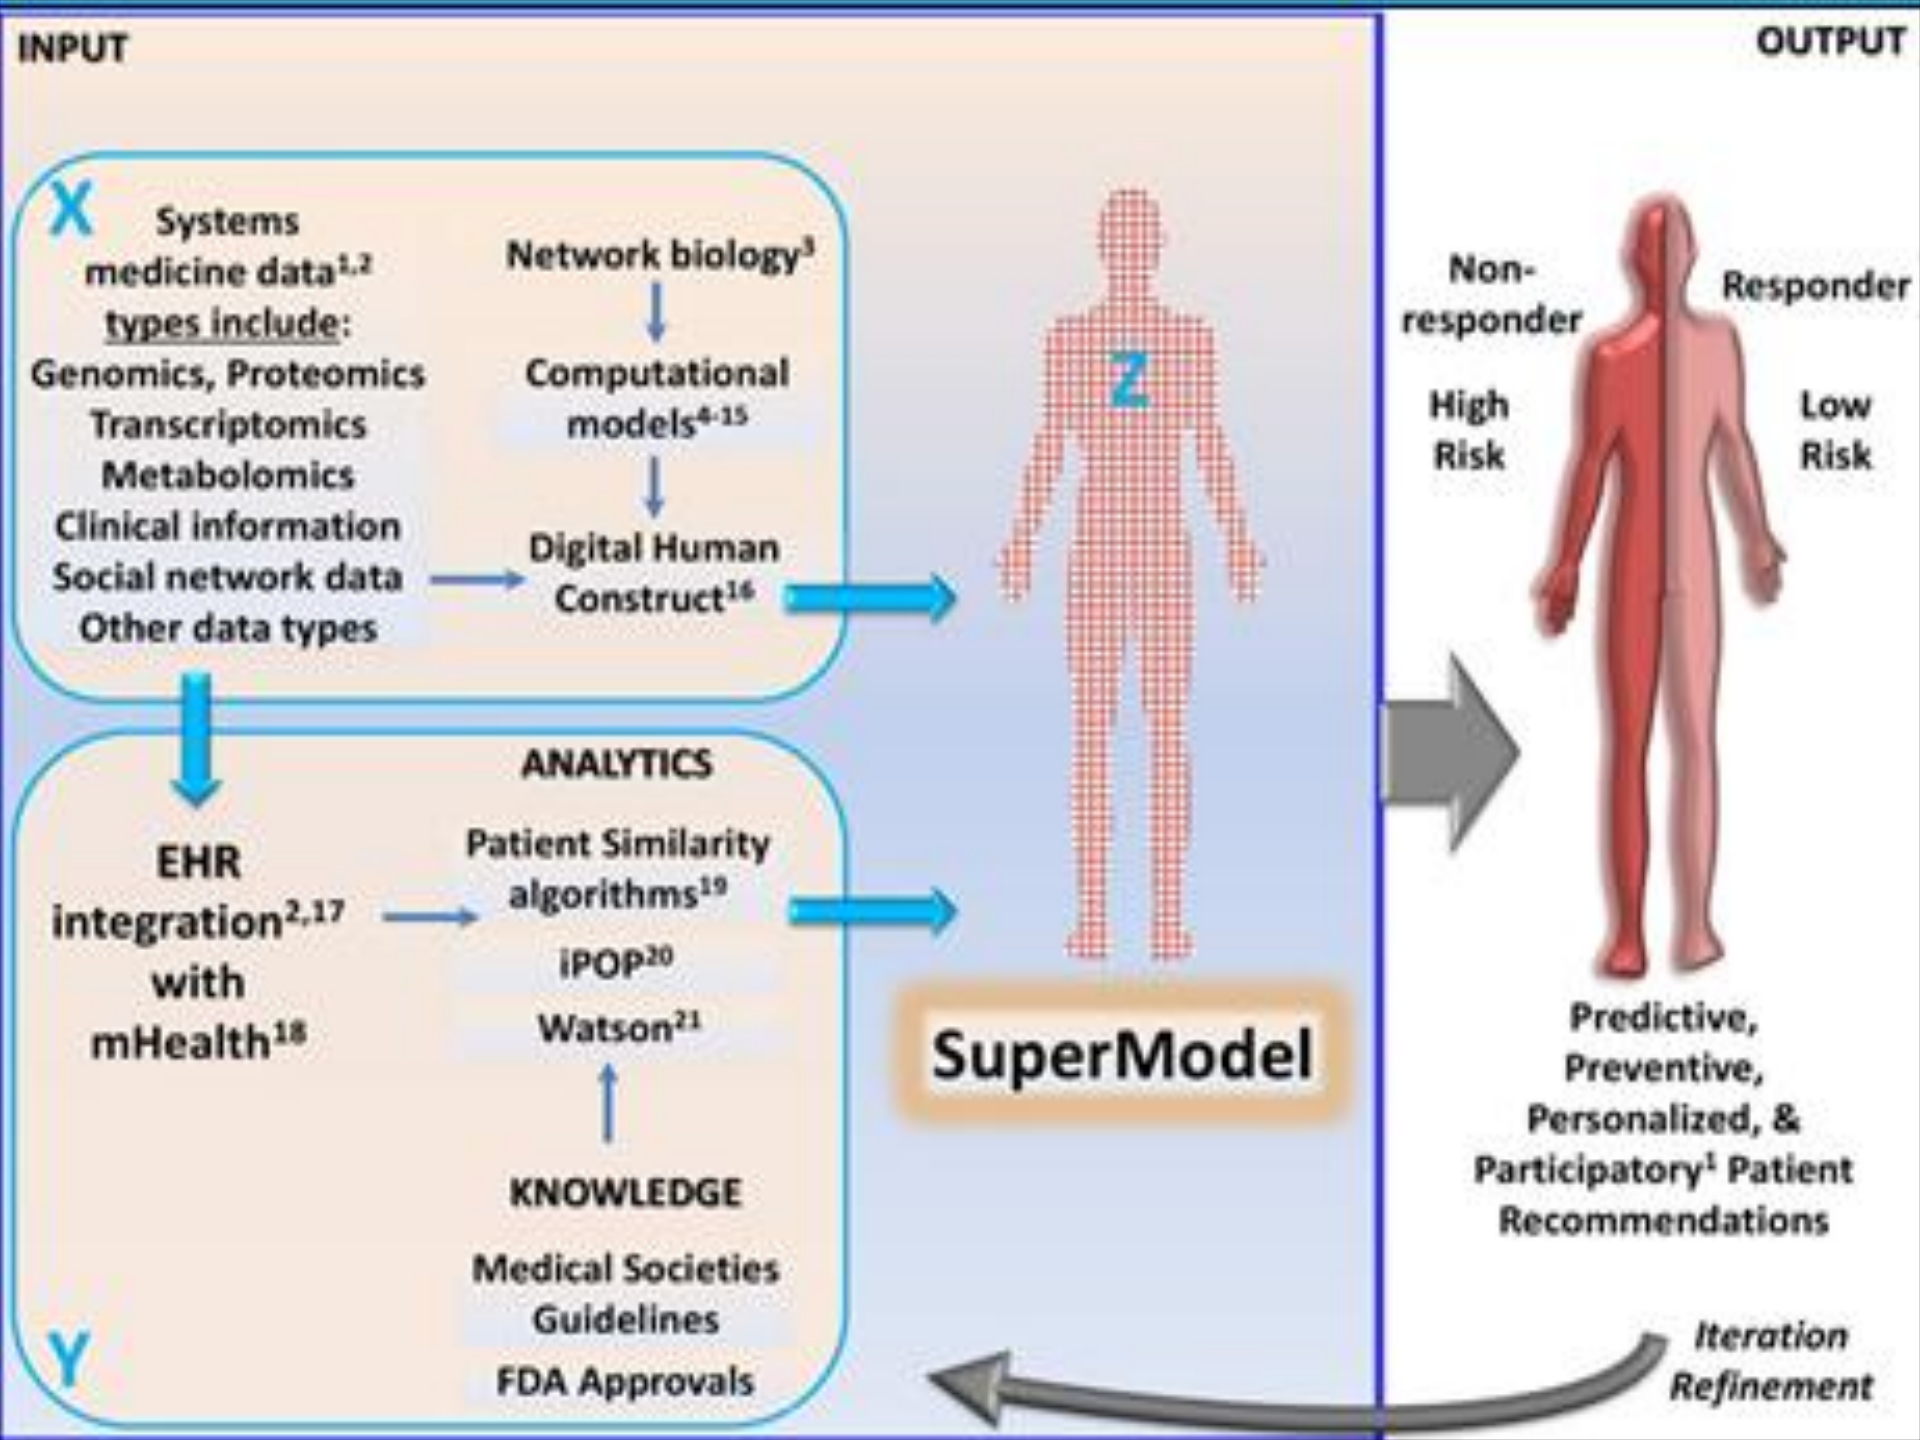 INPUT
OUTPUT
X
Systems
medicine data¹,²
types include:
Genomics, Proteomics
Transcriptomics
Metabolomics
Clinical information
Social network data
Other data types
Network biology³
Computational
models⁴⁻¹⁵
Digital Human
Construct¹⁶
Z
Non-
responder
Responder
High
Risk
Low
Risk
EHR
integration²,¹⁷
with
mHealth¹⁸
ANALYTICS
Patient Similarity
algorithms¹⁹
iPOP²⁰
Watson²¹
KNOWLEDGE
Medical Societies
Guidelines
FDA Approvals
Y
SuperModel
Predictive,
Preventive,
Personalized, &
Participatory¹ Patient
Recommendations
Iteration
Refinement